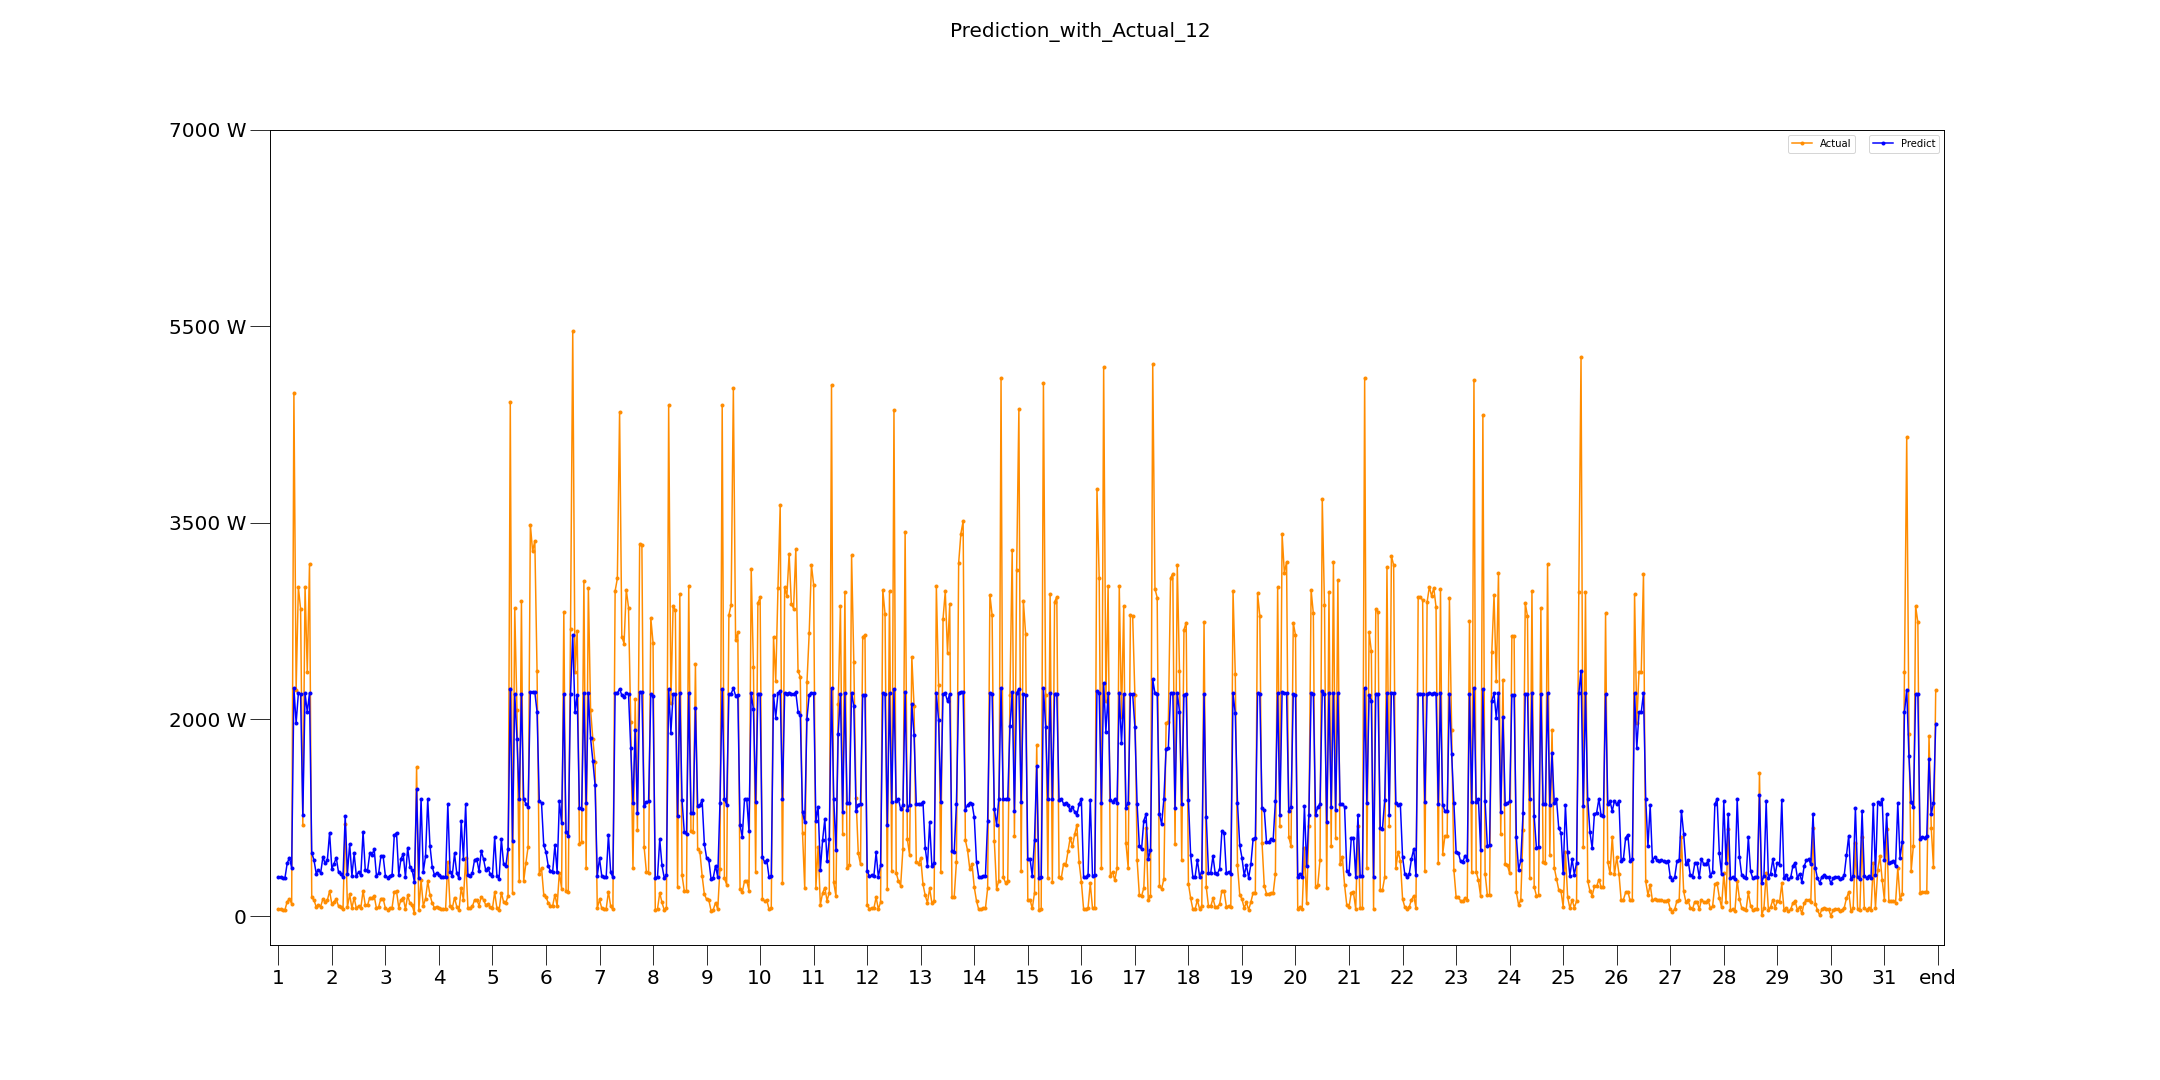 Prediction_with_Actual_12
Actual Predict
7000 W
5500 W
3500 W
2000 W
0
1 2 3 4 5 6 7 8 9 10 11 12 13 14 15 16 17 18 19 20 21 22 23 24 25 26 27 28 29 30 31 end